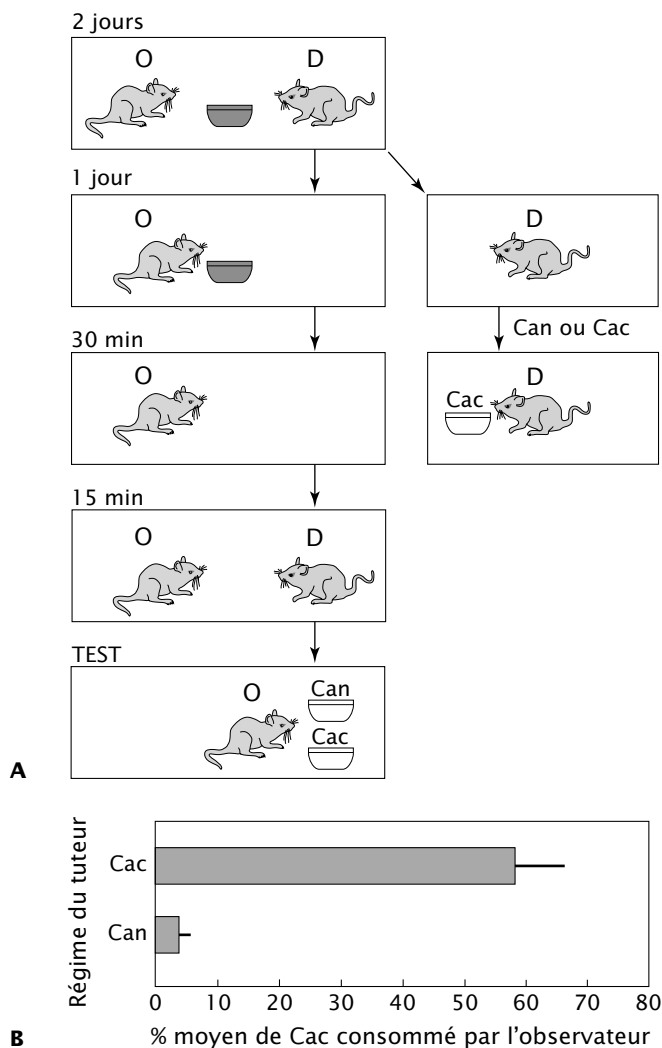 2 jours
O D
1 jour
O
D
Can ou Cac
30 min
O
D
Cac
15 min
O D
TEST
O
Can
Cac
A
Régime du tuteur
Cac
Can
0 10 20 30 40 50 60 70 80
% moyen de Cac consommé par l'observateur
B